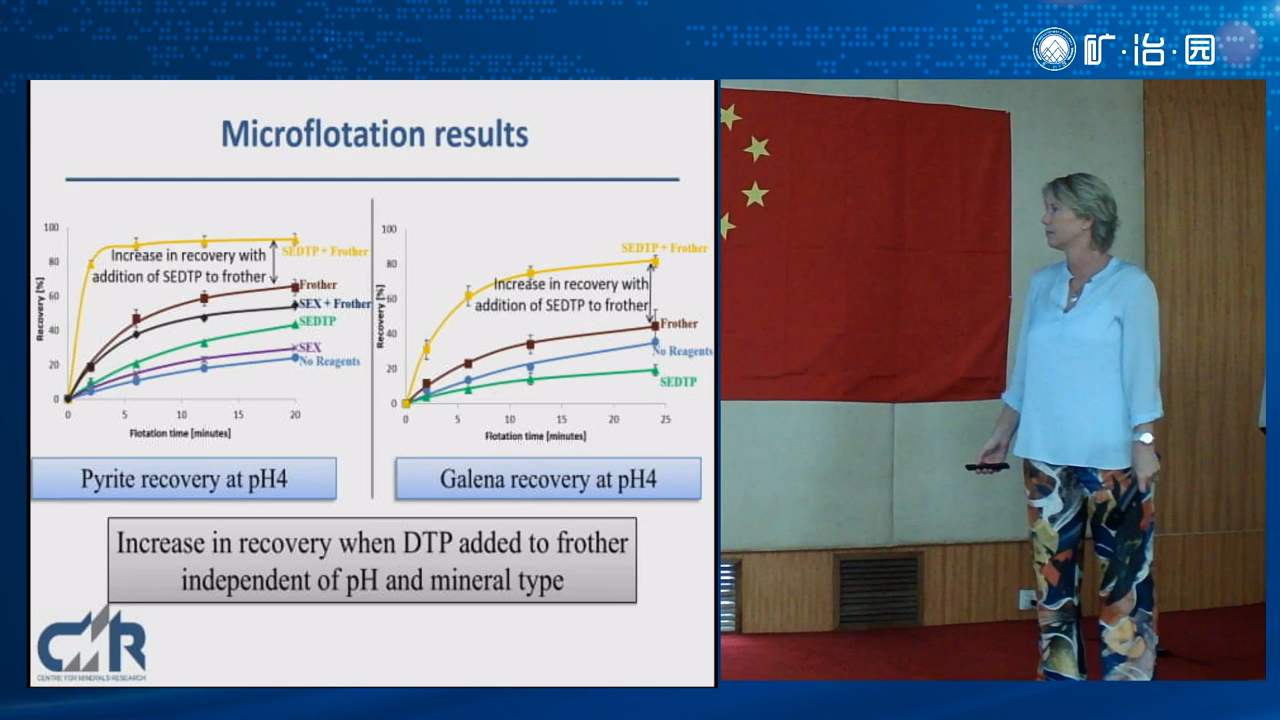 矿·冶·园
Microflotation results
100
80
60
40
20
0
Recovery [%]
0
5
10
15
20
Flotation time [minutes]
Increase in recovery with
addition of SEDTP to frother
SEDTP + Frother
Frother
SEX + Frother
SEDTP
SEX
No Reagents
100
80
60
40
20
0
Recovery [%]
0
5
10
15
20
25
Flotation time [minutes]
SEDTP + Frother
Increase in recovery with
addition of SEDTP to frother
Frother
No Reagents
SEDTP
Pyrite recovery at pH4
Galena recovery at pH4
Increase in recovery when DTP added to frother
independent of pH and mineral type
CMR
CENTRE FOR MINERALS RESEARCH